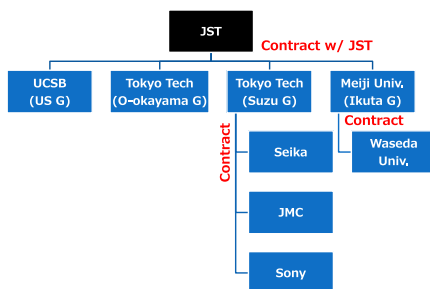 JST
Contract w/ JST
UCSB
(US G)
Tokyo Tech
(O-okayama G)
Tokyo Tech
(Suzu G)
Meiji Univ.
(Ikuta G)
Contract
Contract
Seika
Waseda
Univ.
JMC
Sony